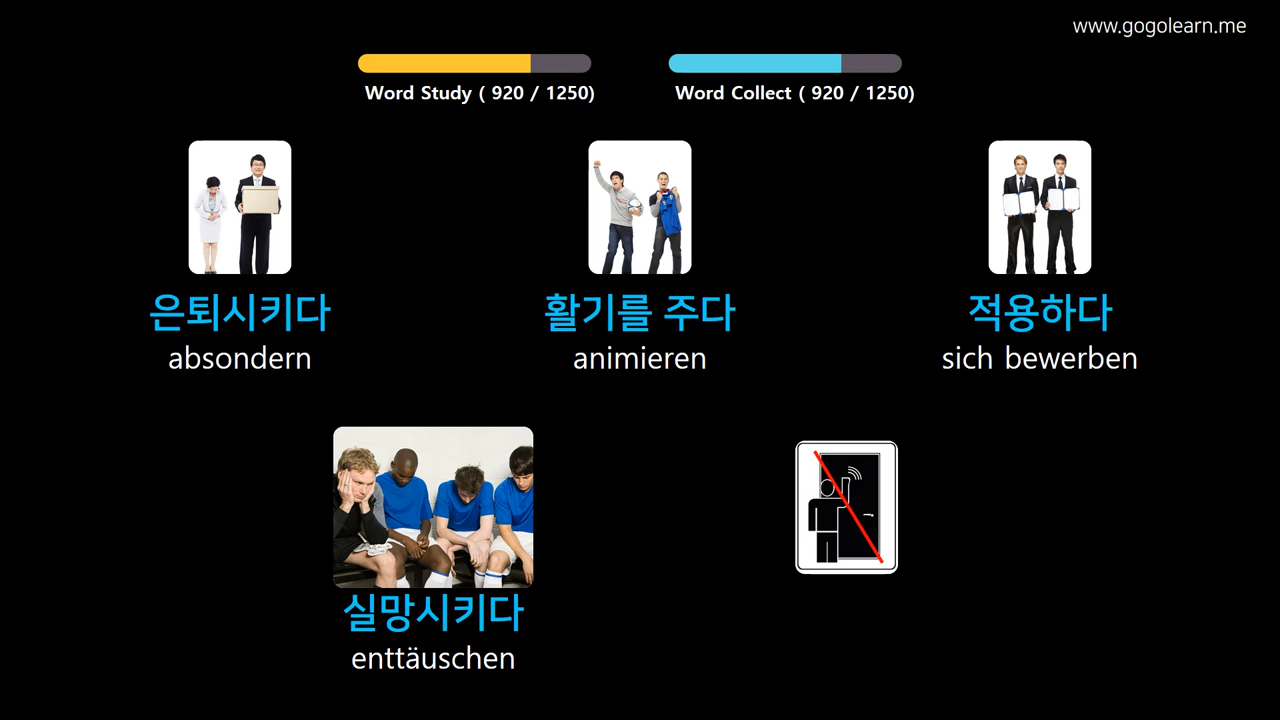 www.gogolearn.me
Word Study ( 920 / 1250)
Word Collect ( 920 / 1250)
은퇴시키다
absondern
활기를 주다
animieren
적용하다
sich bewerben
실망시키다
enttäuschen